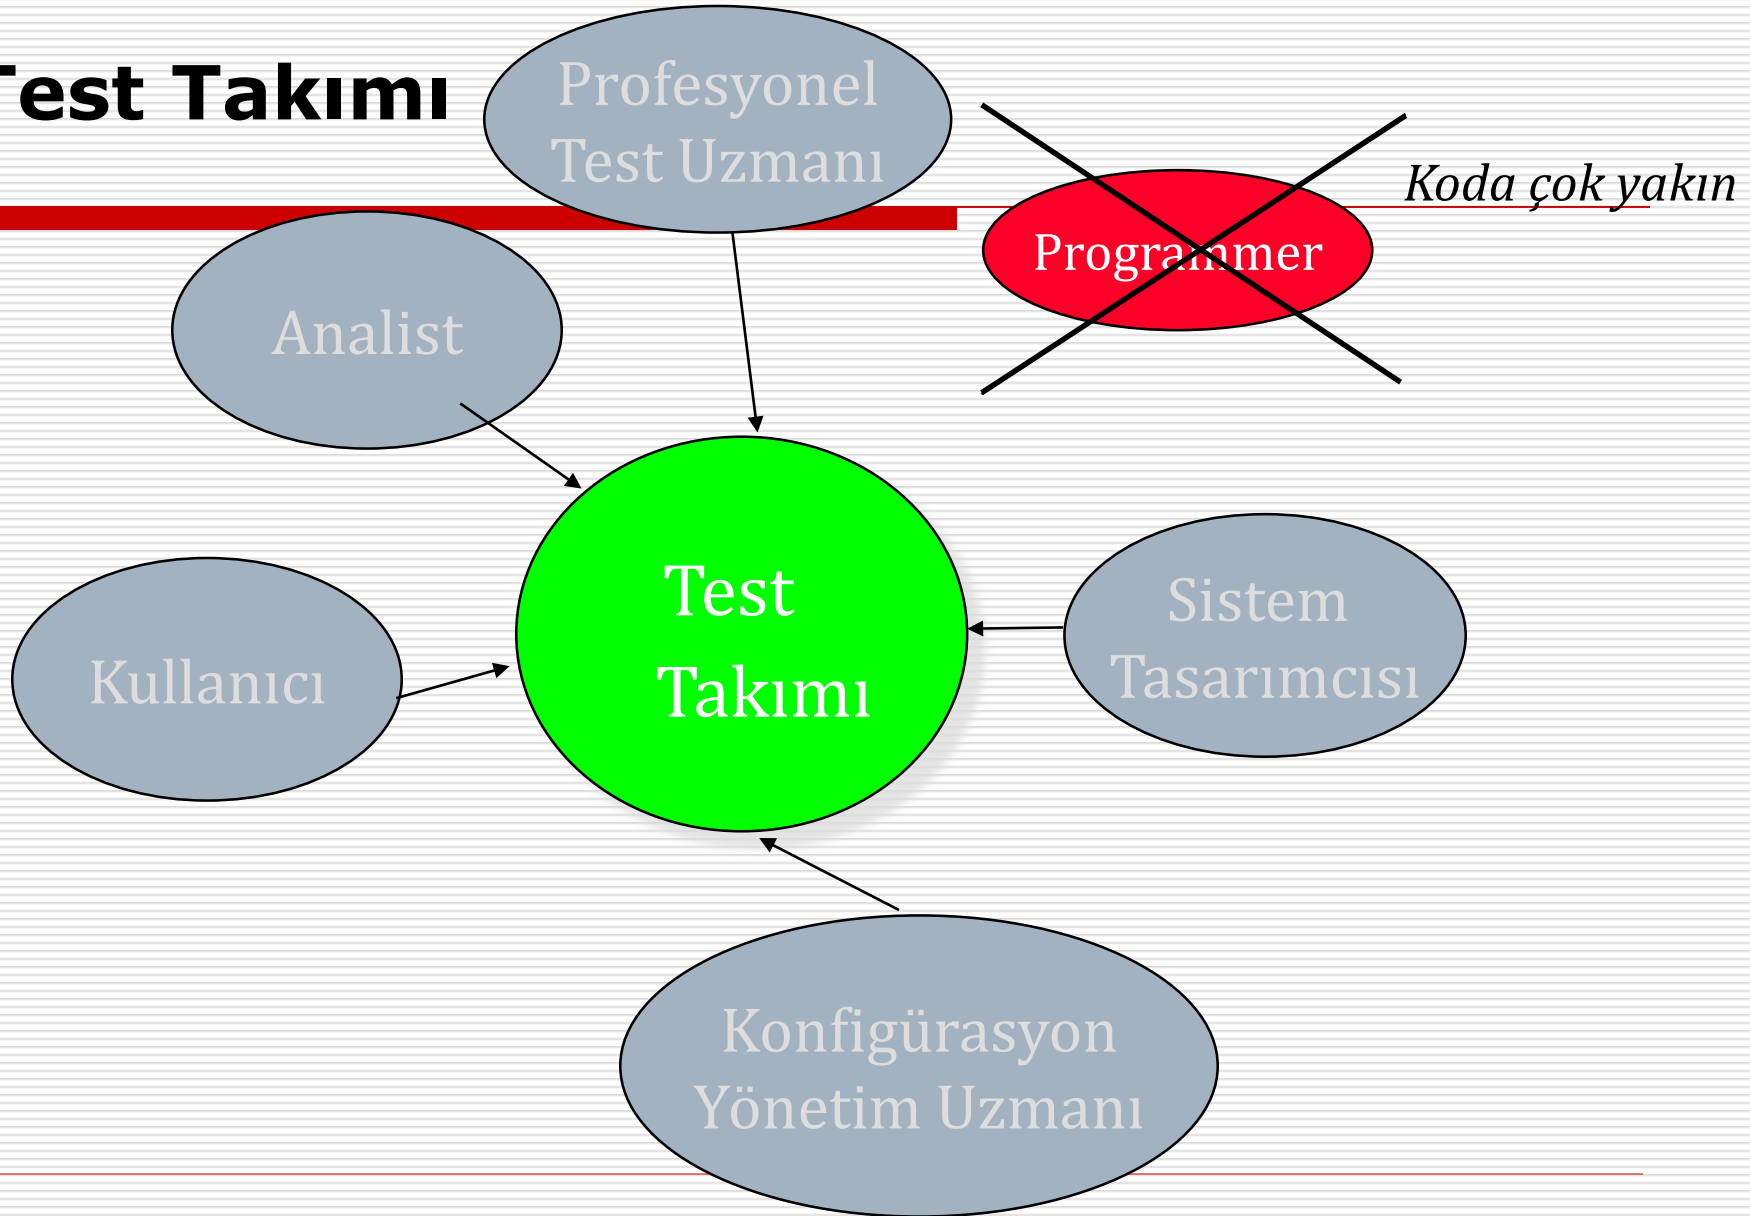 Test Takımı
Profesyonel
Test Uzmanı
Koda çok yakın
Programmer
Analist
Test
Takımı
Sistem
Tasarımcısı
Kullanıcı
Konfigürasyon
Yönetim Uzmanı